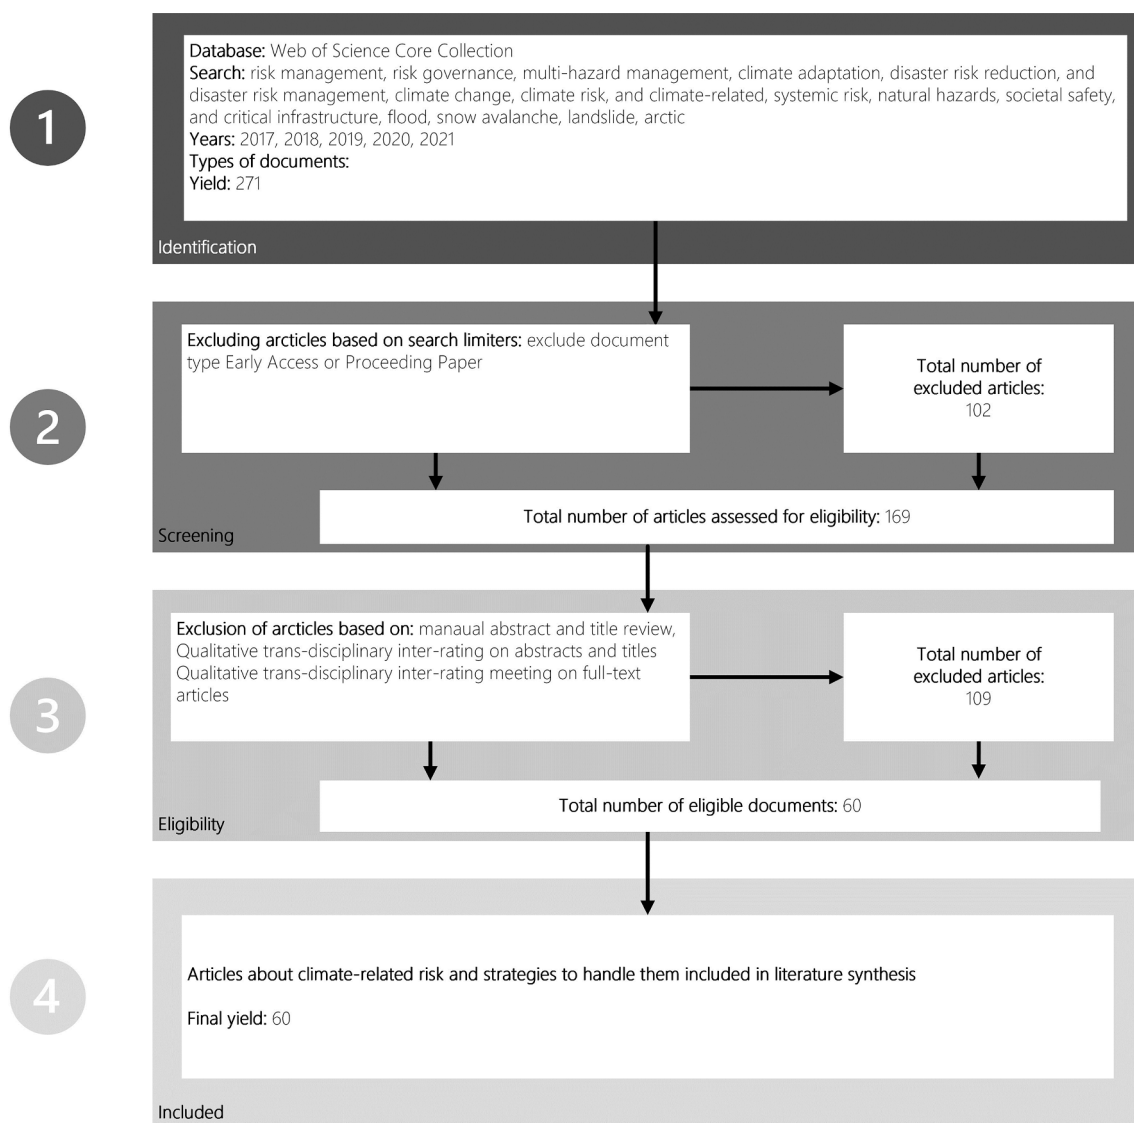 1
Database: Web of Science Core Collection
Search: risk management, risk governance, multi-hazard management, climate adaptation, disaster risk reduction, and
disaster risk management, climate change, climate risk, and climate-related, systemic risk, natural hazards, societal safety,
and critical infrastructure, flood, snow avalanche, landslide, arctic
Years: 2017, 2018, 2019, 2020, 2021
Types of documents:
Yield: 271
Identification
2
Excluding arcticles based on search limiters: exclude document
type Early Access or Proceeding Paper
Total number of
excluded articles:
102
Total number of articles assessed for eligibility: 169
Screening
3
Exclusion of arcticles based on: manaual abstract and title review,
Qualitative trans-disciplinary inter-rating on abstracts and titles
Qualitative trans-disciplinary inter-rating meeting on full-text
articles
Total number of
excluded articles:
109
Total number of eligible documents: 60
Eligibility
4
Articles about climate-related risk and strategies to handle them included in literature synthesis
Final yield: 60
Included